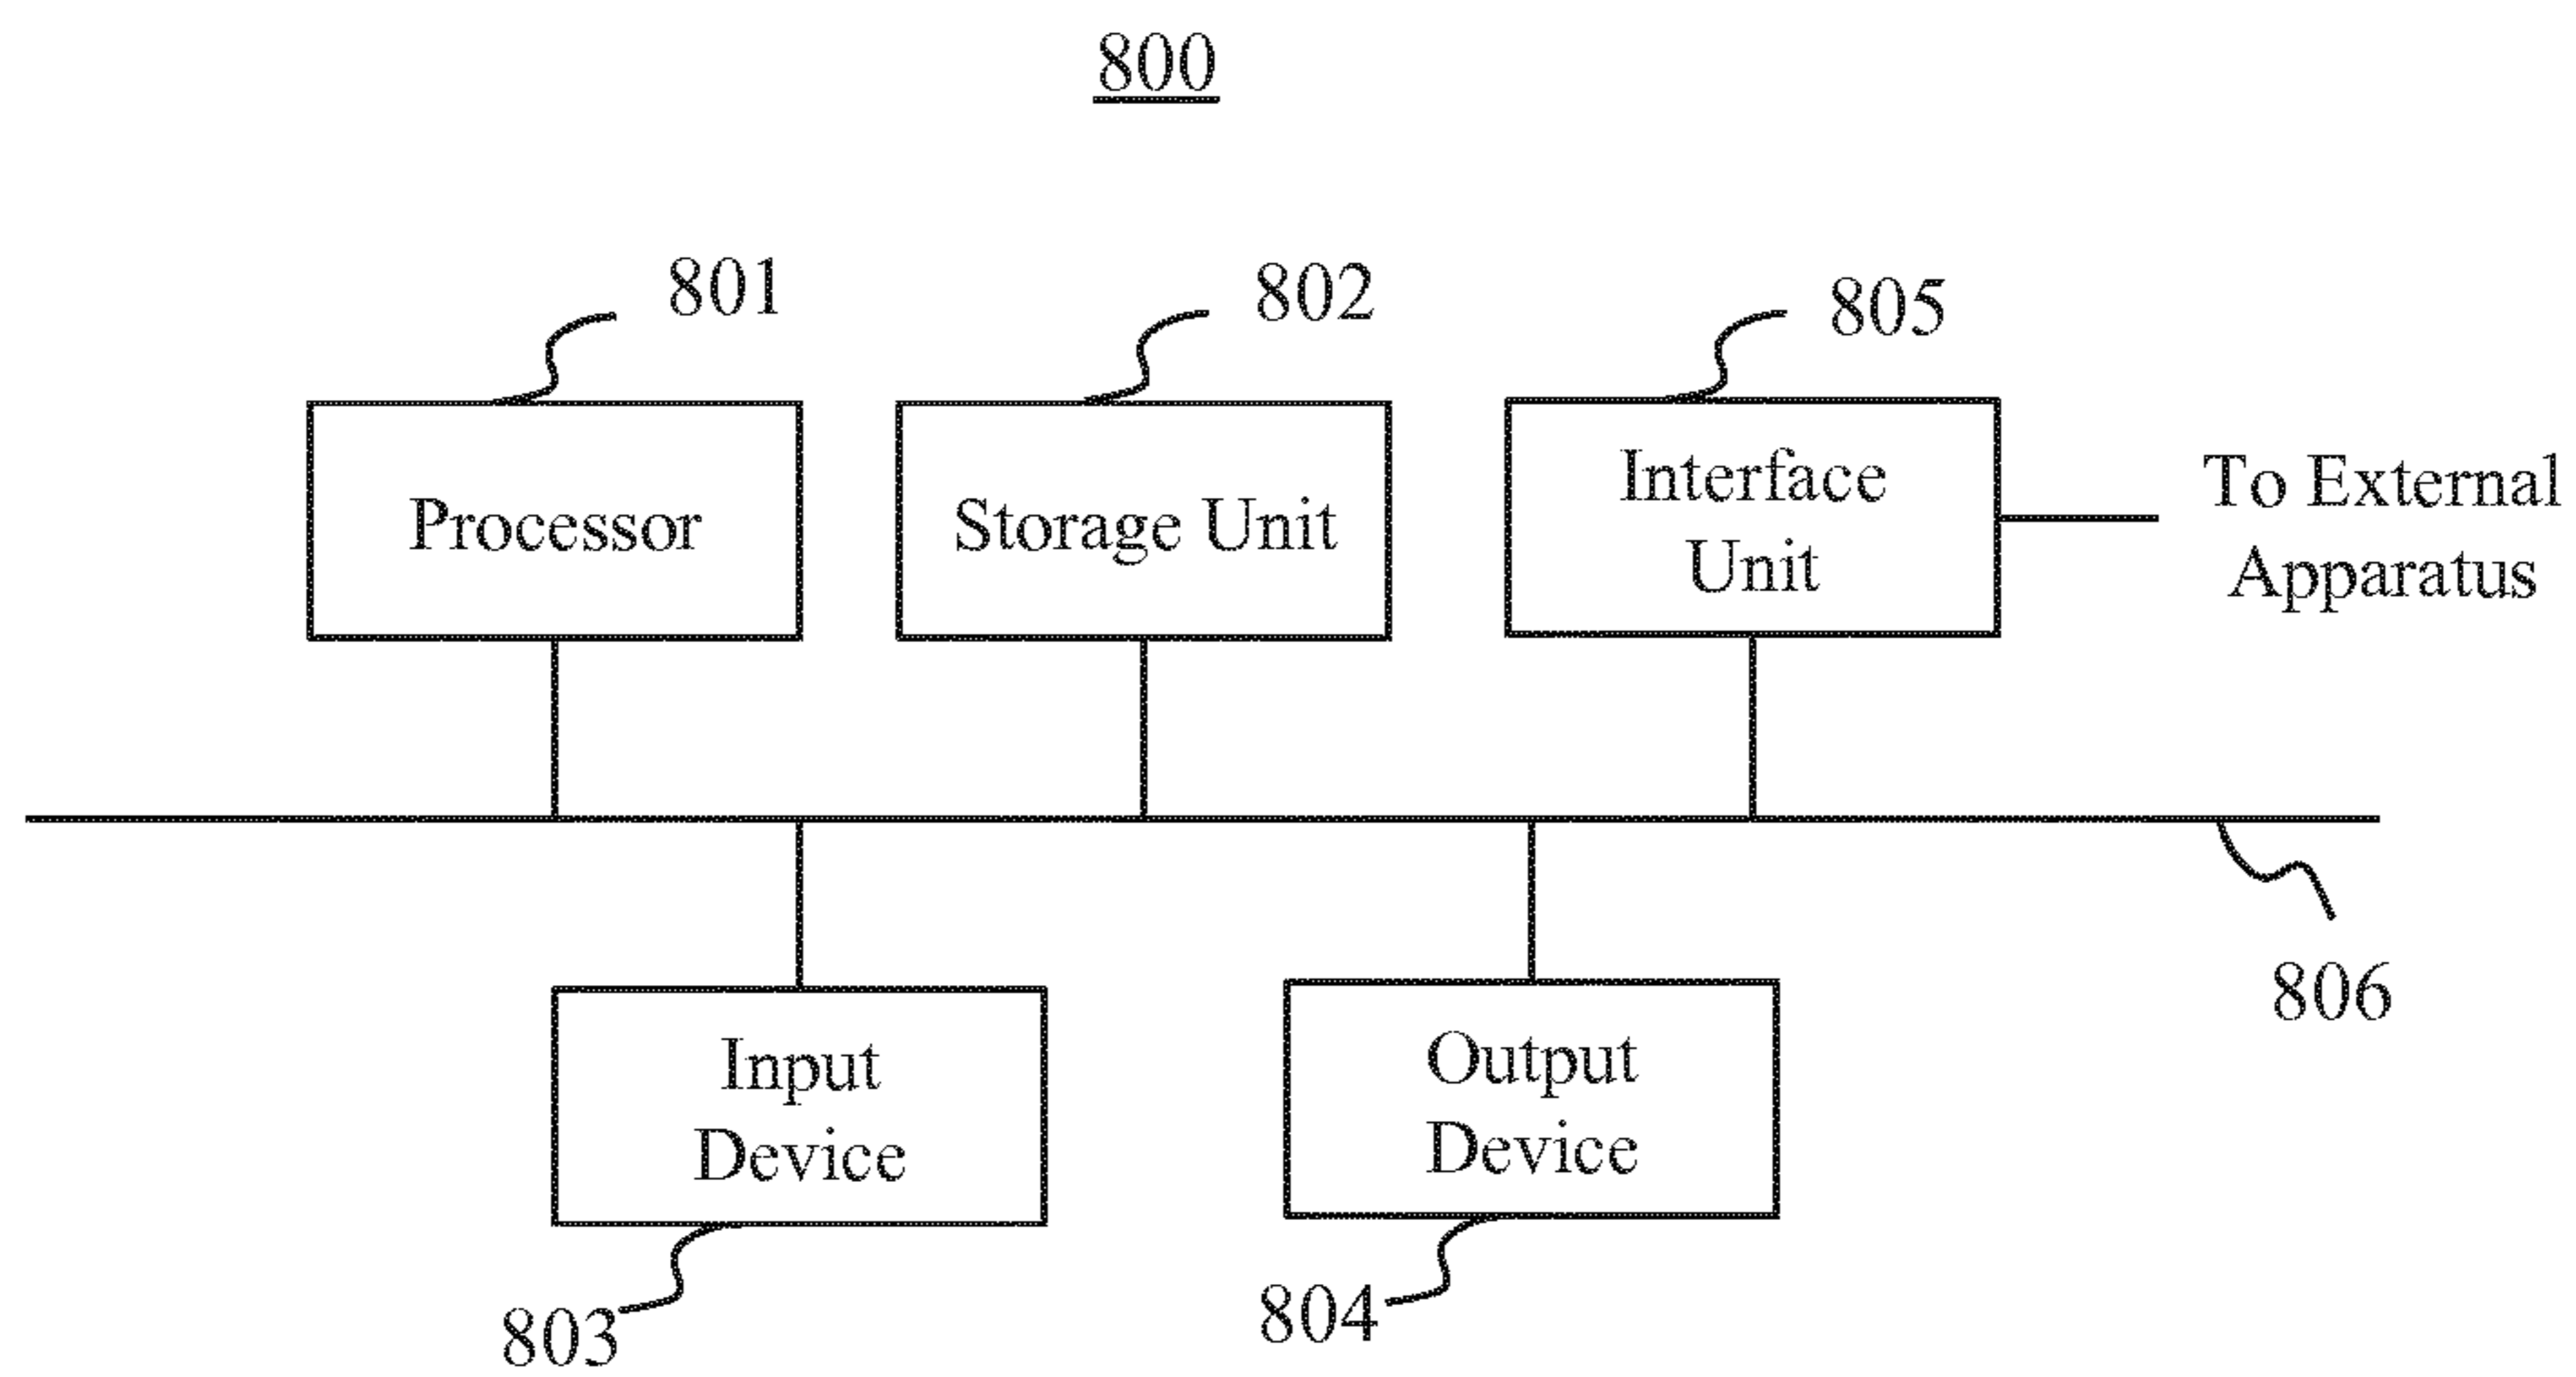 800
801
802
805
Processor
Storage Unit
Interface
Unit
To External
Apparatus
806
Input
Device
Output
Device
803
804